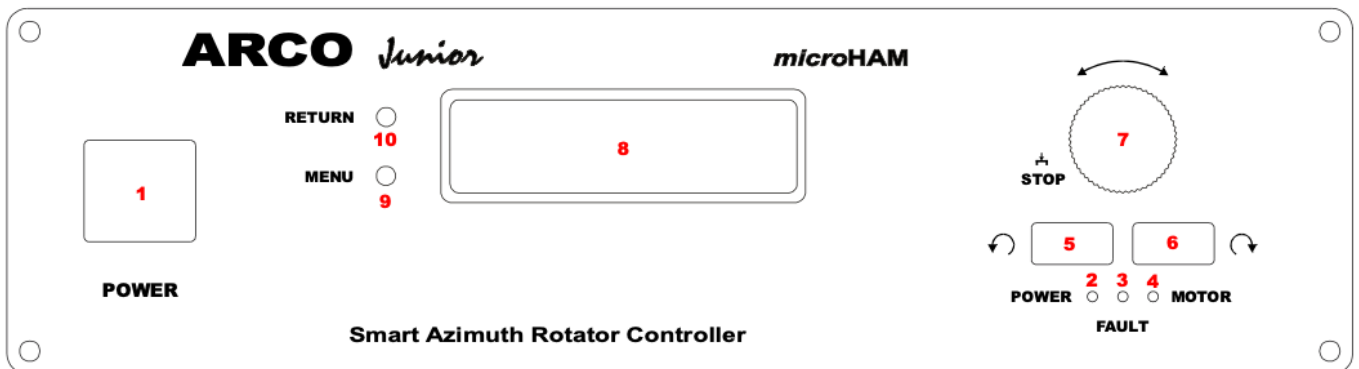 ARCO Junior
microHAM
RETURN
10
8
7
MENU
9
STOP
1
5
6
POWER
2 3 4
POWER MOTOR
FAULT
Smart Azimuth Rotator Controller